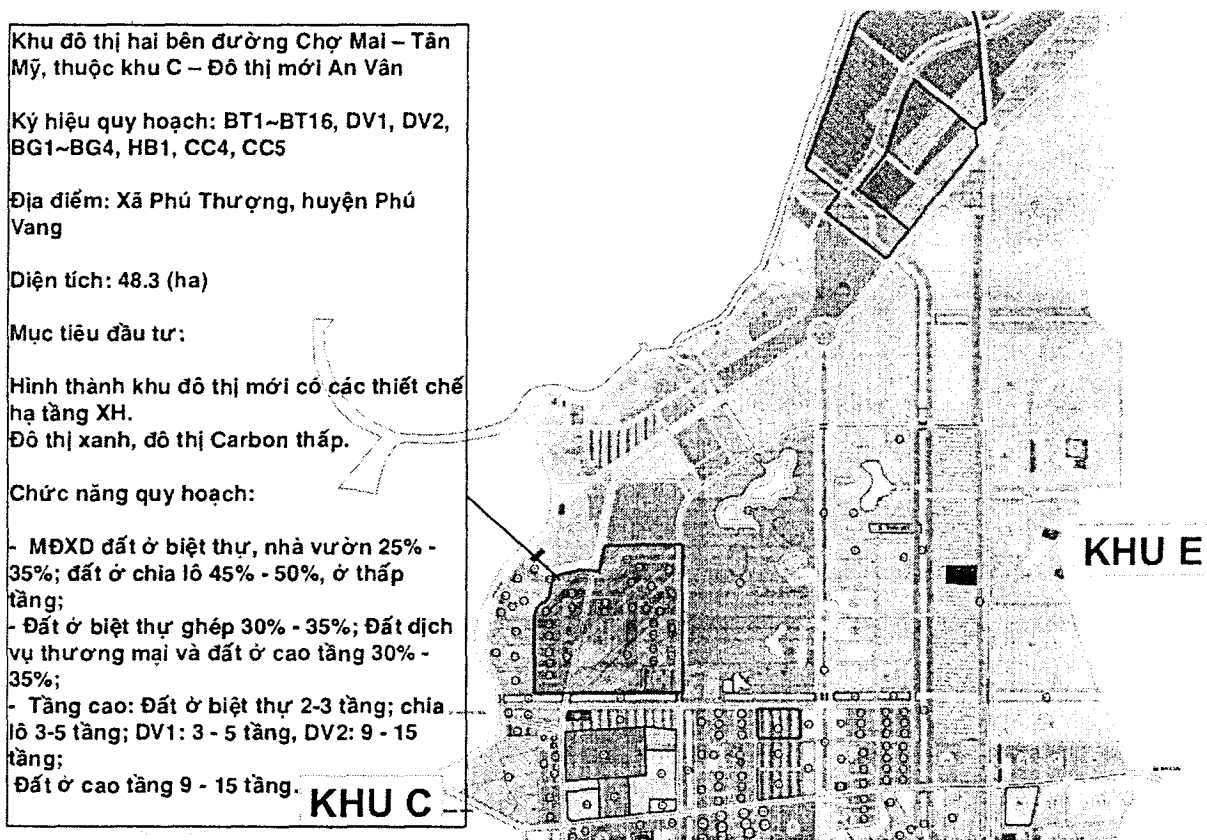 Khu đô thị hai bên đường Chợ Mai – Tân
Mỹ, thuộc khu C – Đô thị mới An Vân
Ký hiệu quy hoạch: BT1~BT16, DV1, DV2,
BG1~BG4, HB1, CC4, CC5
Địa điểm: Xã Phú Thượng, huyện Phú
Vang
Diện tích: 48.3 (ha)
Mục tiêu đầu tư:
Hình thành khu đô thị mới có các thiết chế
hạ tầng XH.
Đô thị xanh, đô thị Carbon thấp.
Chức năng quy hoạch:
- MĐXD đất ở biệt thự, nhà vườn 25% -
35%; đất ở chia lô 45% - 50%, ở thấp
tầng;
- Đất ở biệt thự ghép 30% - 35%; Đất dịch
vụ thương mại và đất ở cao tầng 30% -
35%;
- Tầng cao: Đất ở biệt thự 2-3 tầng; chia
lô 3-5 tầng; DV1: 3 - 5 tầng, DV2: 9 - 15
tầng;
Đất ở cao tầng 9 - 15 tầng.
KHU C
KHU E